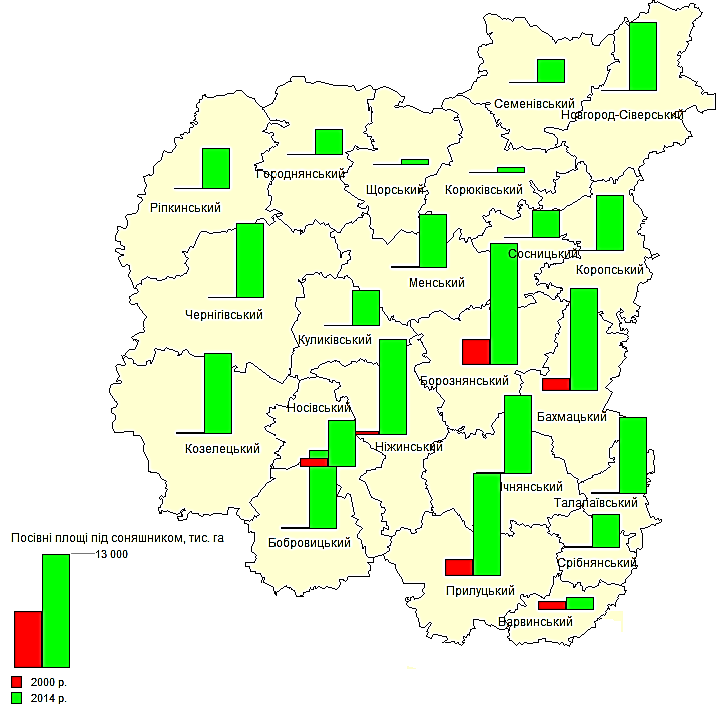 Семенівський
Новгород-Сіверський
Городнянський
Щорський
Корюківський
Ріпкинський
Сосницький
Коропський
Менський
Чернігівський
Куликівський
Борознянський
Носівський
Бахмацький
Козелецький
Ніжинський
Ічнянський
Талалаївський
Бобровицький
Посівні площі під соняшником, тис. га
13 000
Срібнянський
Прилуцький
Варвинський
2000 р.
2014 р.